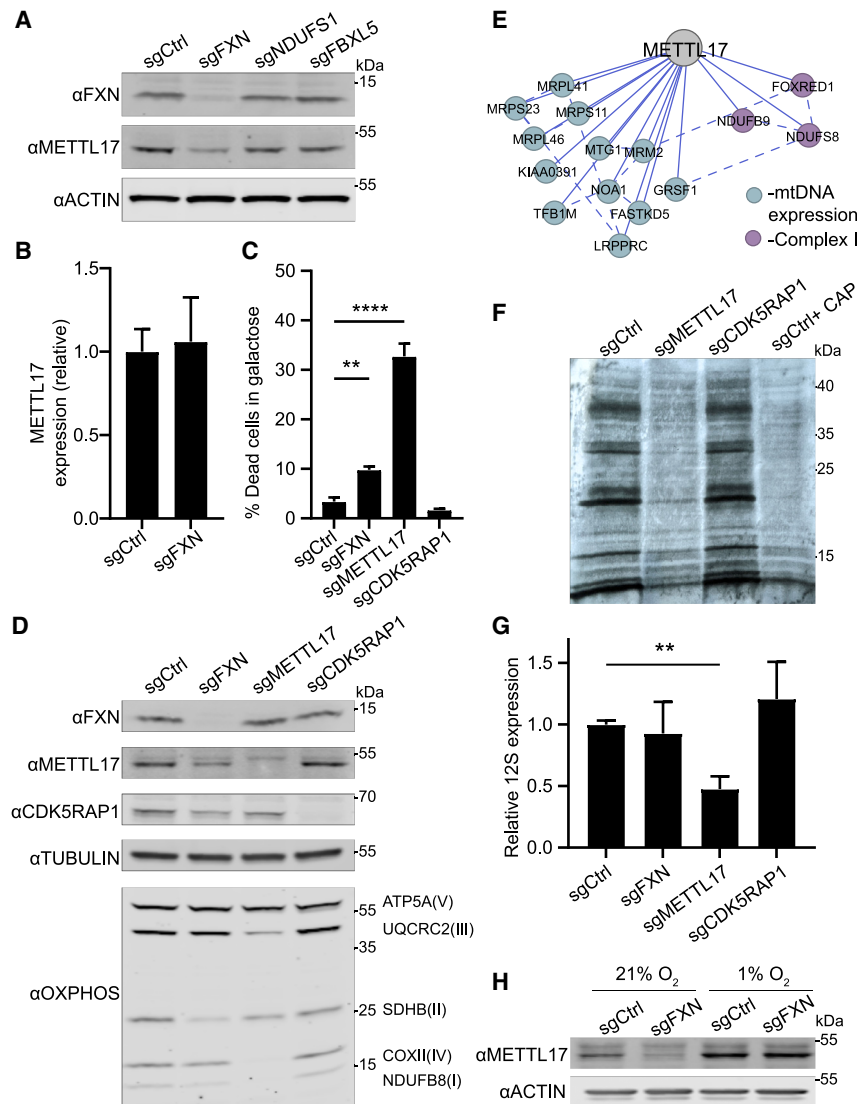 A
sgCtrl
sgFXN
sgNDUFS1
sgFBXL5
kDa
αFXN
15
αMETTL17
55
αACTIN
55
B
METTL17
expression (relative)
1.5
1.0
0.5
0.0
sgCtrl
sgFXN
C
% Dead cells in galactose
50
40
30
20
10
0
****
**
sgCtrl
sgFXN
sgMETTL17
sgCDK5RAP1
D
sgCtrl
sgFXN
sgMETTL17
sgCDK5RAP1
kDa
αFXN
15
αMETTL17
55
αCDK5RAP1
70
αTUBULIN
55
αOXPHOS
55
35
25
15
ATP5A(V)
UQCRC2(III)
SDHB(II)
COXII(IV)
NDUFB8(I)
E
METTL17
MRPL41
MRPS23
MRPS11
MRPL46
MTG1
MRM2
KIAA0391
NOA1
GRSF1
TFB1M
FASTKD5
LRPPRC
FOXRED1
NDUFB9
NDUFS8
-mtDNA
expression
-Complex I
F
sgCtrl
sgMETTL17
sgCDK5RAP1
sgCtrl+ CAP
kDa
40
35
25
15
G
Relative 12S expression
1.5
1.0
0.5
0.0
**
sgCtrl
sgFXN
sgMETTL17
sgCDK5RAP1
H
21% O2
1% O2
sgCtrl
sgFXN
sgCtrl
sgFXN
kDa
αMETTL17
55
αACTIN
55